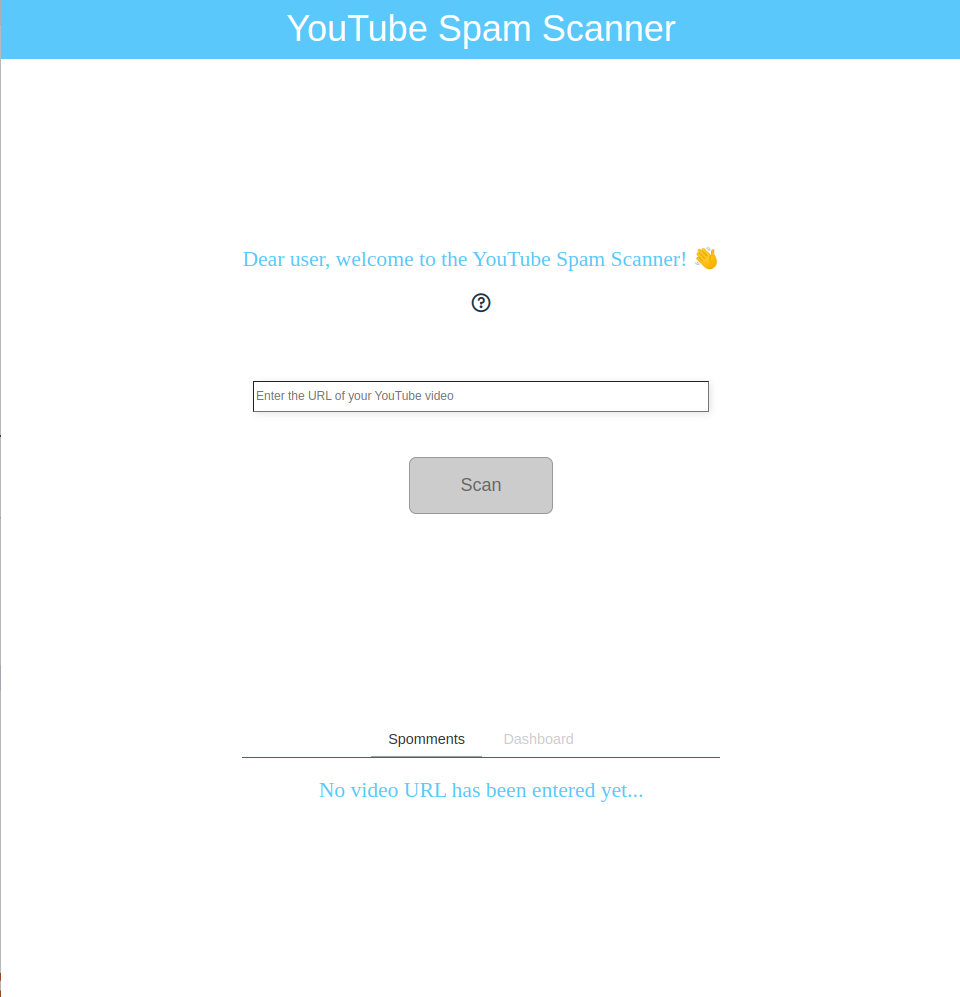 YouTube Spam Scanner
Dear user, welcome to the YouTube Spam Scanner! 👋
Enter the URL of your YouTube video
Scan
Spomments Dashboard
No video URL has been entered yet...